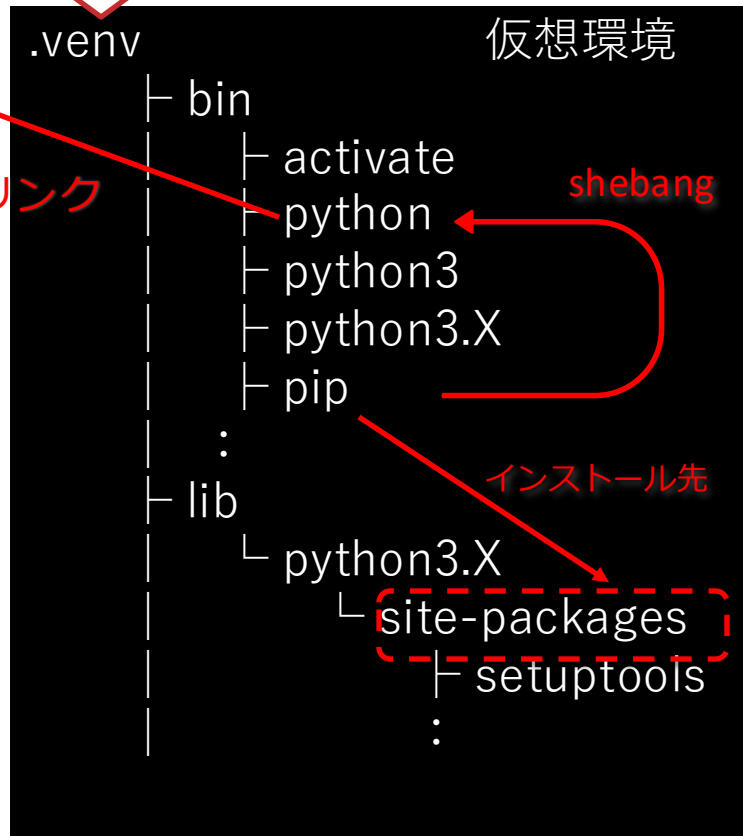 .venv 仮想環境
├ bin
│ ├ activate
shebang
リンク
│ ├ python
│ ├ python3
│ ├ python3.X
│ ├ pip
│ :
インストール先
├ lib
│ └ python3.X
│ └ site-packages
│ ├ setuptools
│ :